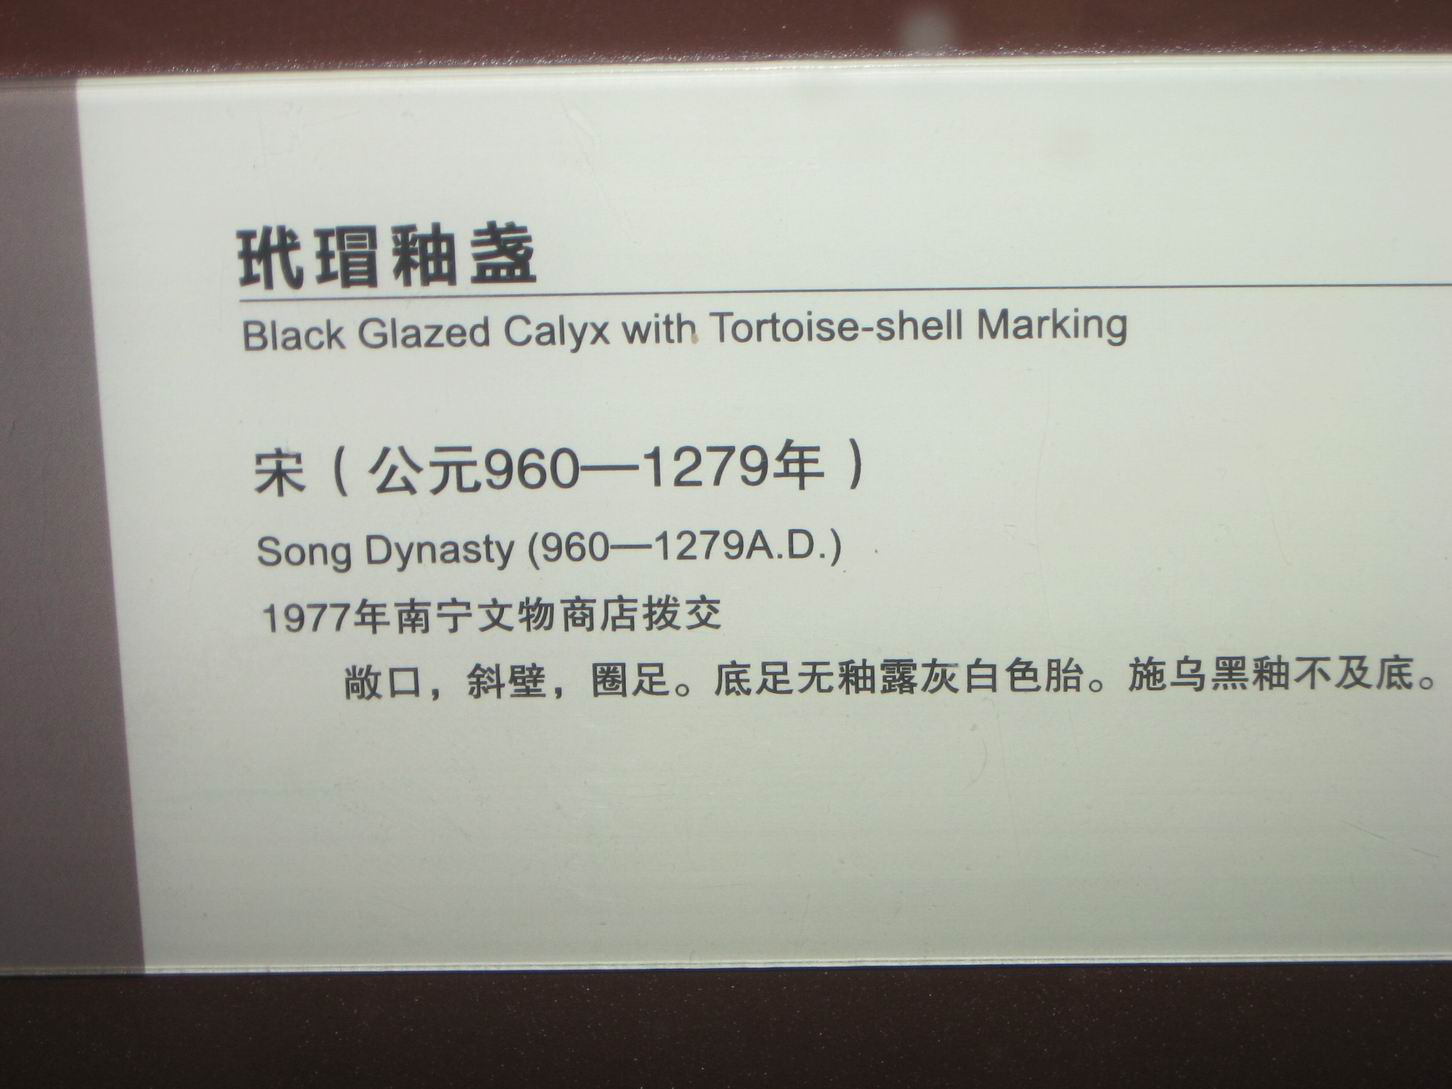 玳瑁釉盏
Black Glazed Calyx with Tortoise-shell Marking
宋（公元960—1279年）
Song Dynasty (960—1279A.D.)
1977年南宁文物商店拨交
敞口，斜壁，圈足。底足无釉露灰白色胎。施乌黑釉不及底。